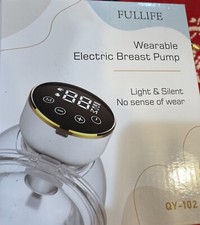 FULLIFE
Wearable
Electric Breast Pump
Light & Silent
No sense of wear
QY-102